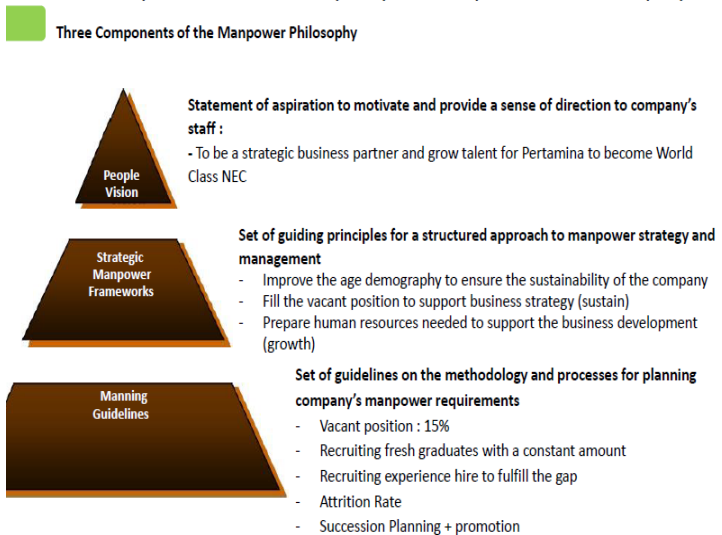 Three Components of the Manpower Philosophy
Statement of aspiration to motivate and provide a sense of direction to company's
staff :
- To be a strategic business partner and grow talent for Pertamina to become World
Class NEC
People
Vision
Set of guiding principles for a structured approach to manpower strategy and
management
- Improve the age demography to ensure the sustainability of the company
- Fill the vacant position to support business strategy (sustain)
- Prepare human resources needed to support the business development
(growth)
Strategic
Manpower
Frameworks
Set of guidelines on the methodology and processes for planning
company's manpower requirements
- Vacant position : 15%
- Recruiting fresh graduates with a constant amount
- Recruiting experience hire to fulfill the gap
- Attrition Rate
- Succession Planning + promotion
Manning
Guidelines